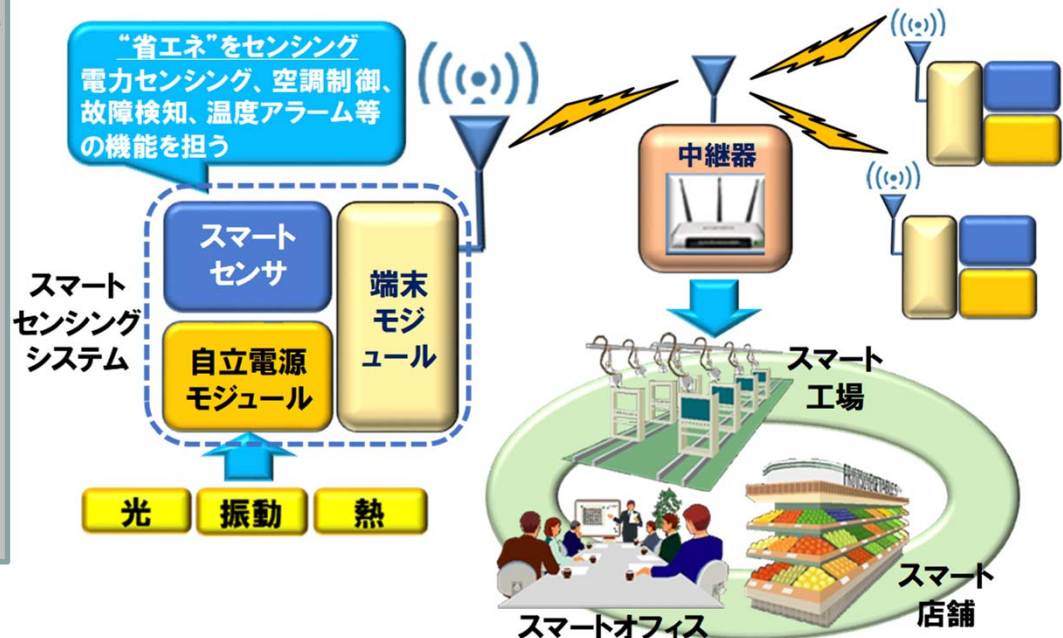 “省エネ”をセンシング
電力センシング、空調制御、
故障検知、温度アラーム等
の機能を担う
スマート
センシング
システム
スマート
センサ
自立電源
モジュール
端末
モジ
ュール
光
振動
熱
中継器
スマート
工場
スマートオフィス
スマート
店舗